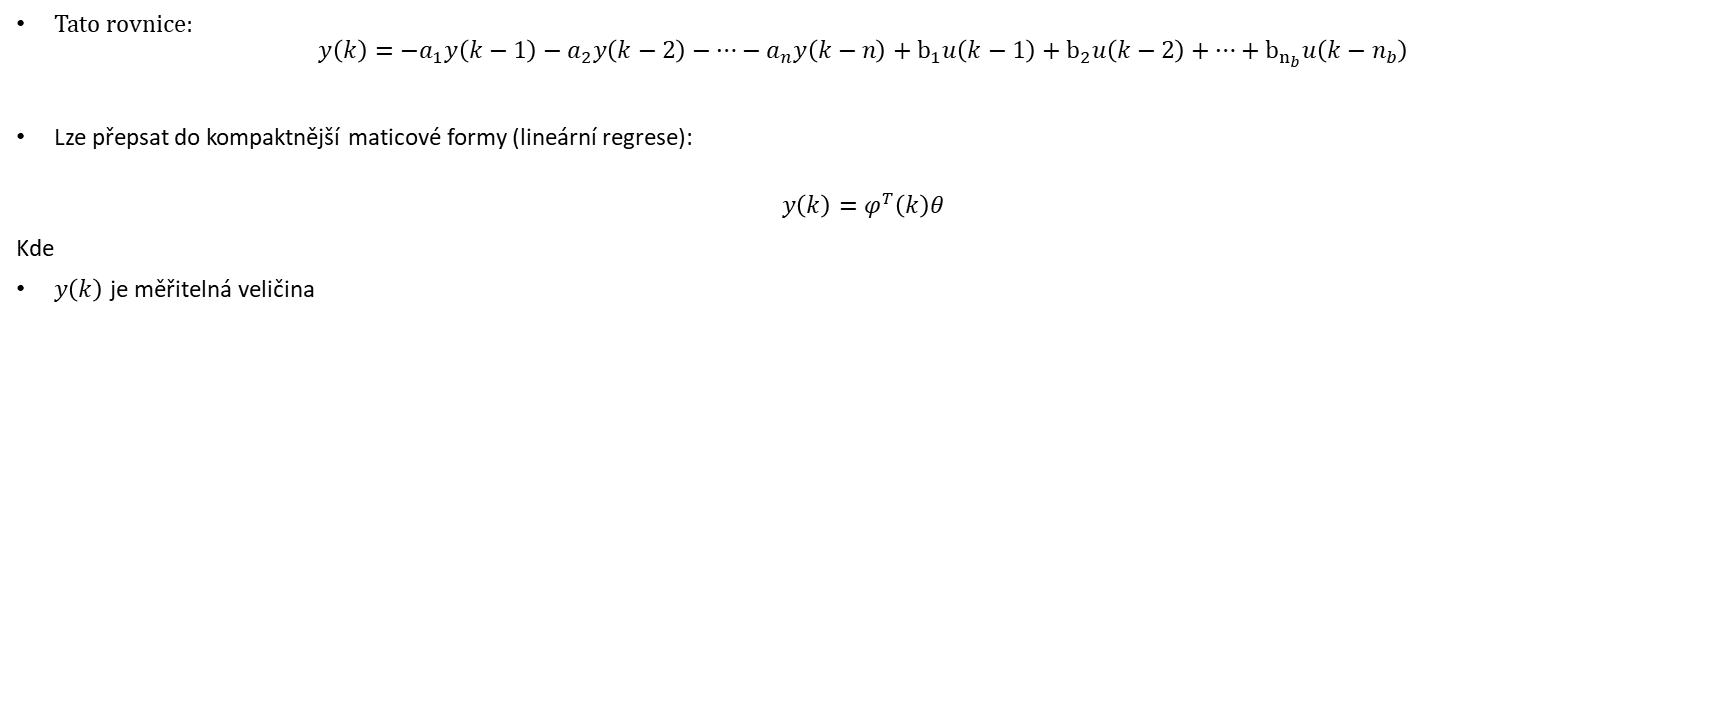 • Tato rovnice:
y(k) = −a₁y(k − 1) − a₂y(k − 2) − ⋯ − aₙy(k − n) + b₁u(k − 1) + b₂u(k − 2) + ⋯ + b_{n_b}u(k − n_b)
• Lze přepsat do kompaktnější maticové formy (lineární regrese):
y(k) = φᵀ(k)θ
Kde
• y(k) je měřitelná veličina